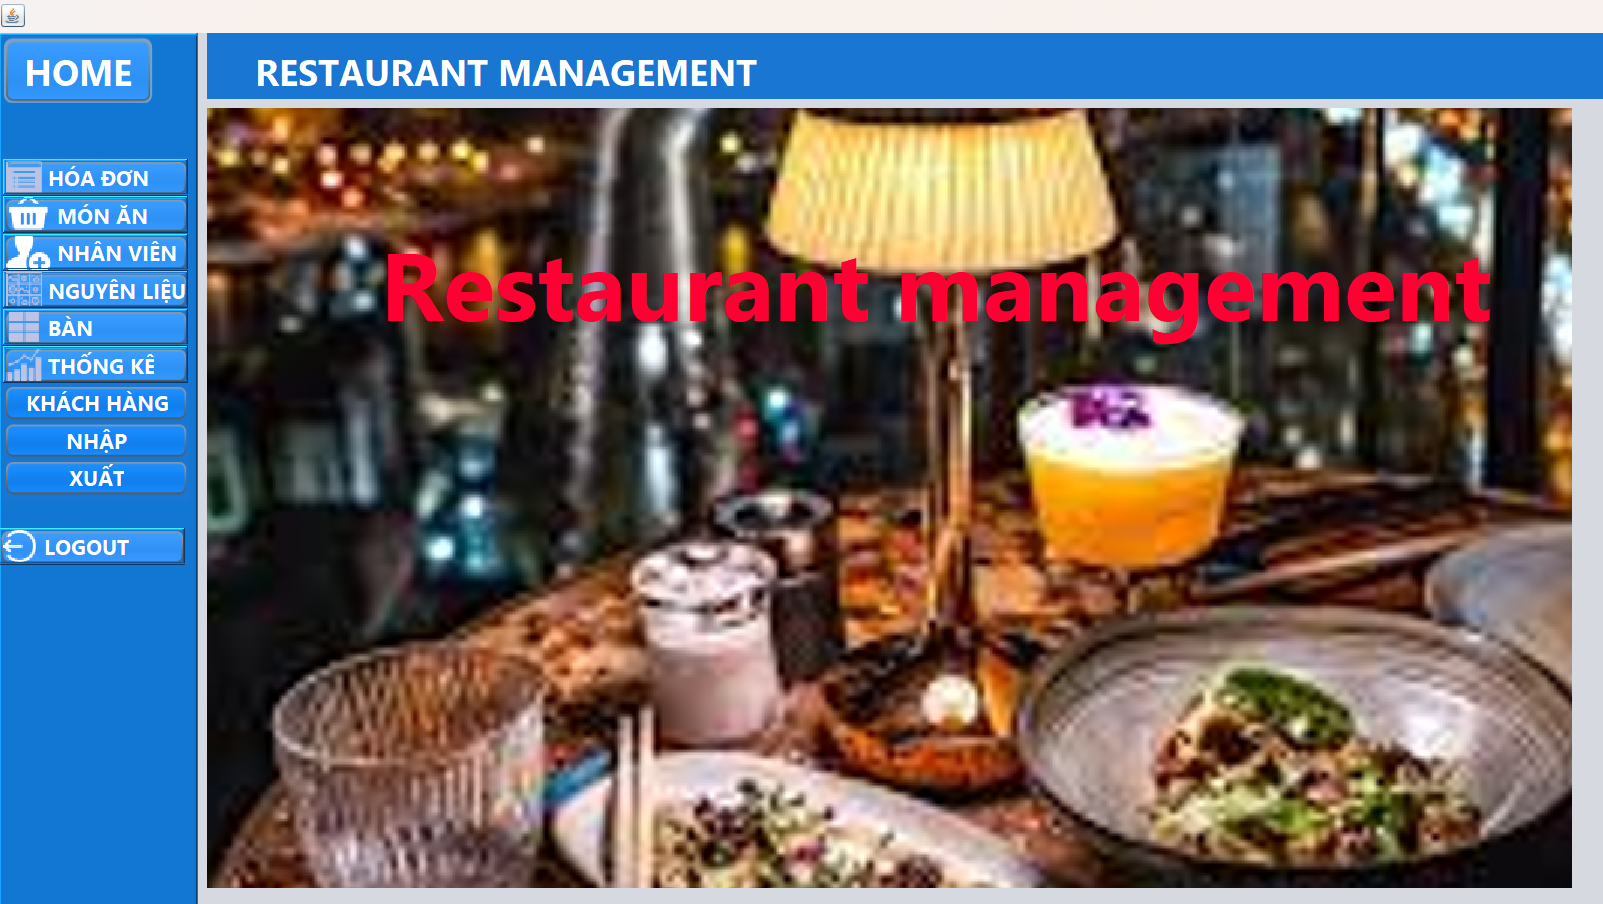 HOME
RESTAURANT MANAGEMENT
HÓA ĐƠN
MÓN ĂN
NHÂN VIÊN
NGUYÊN LIỆU
BÀN
THỐNG KÊ
KHÁCH HÀNG
NHẬP
XUẤT
LOGOUT
Restaurant management